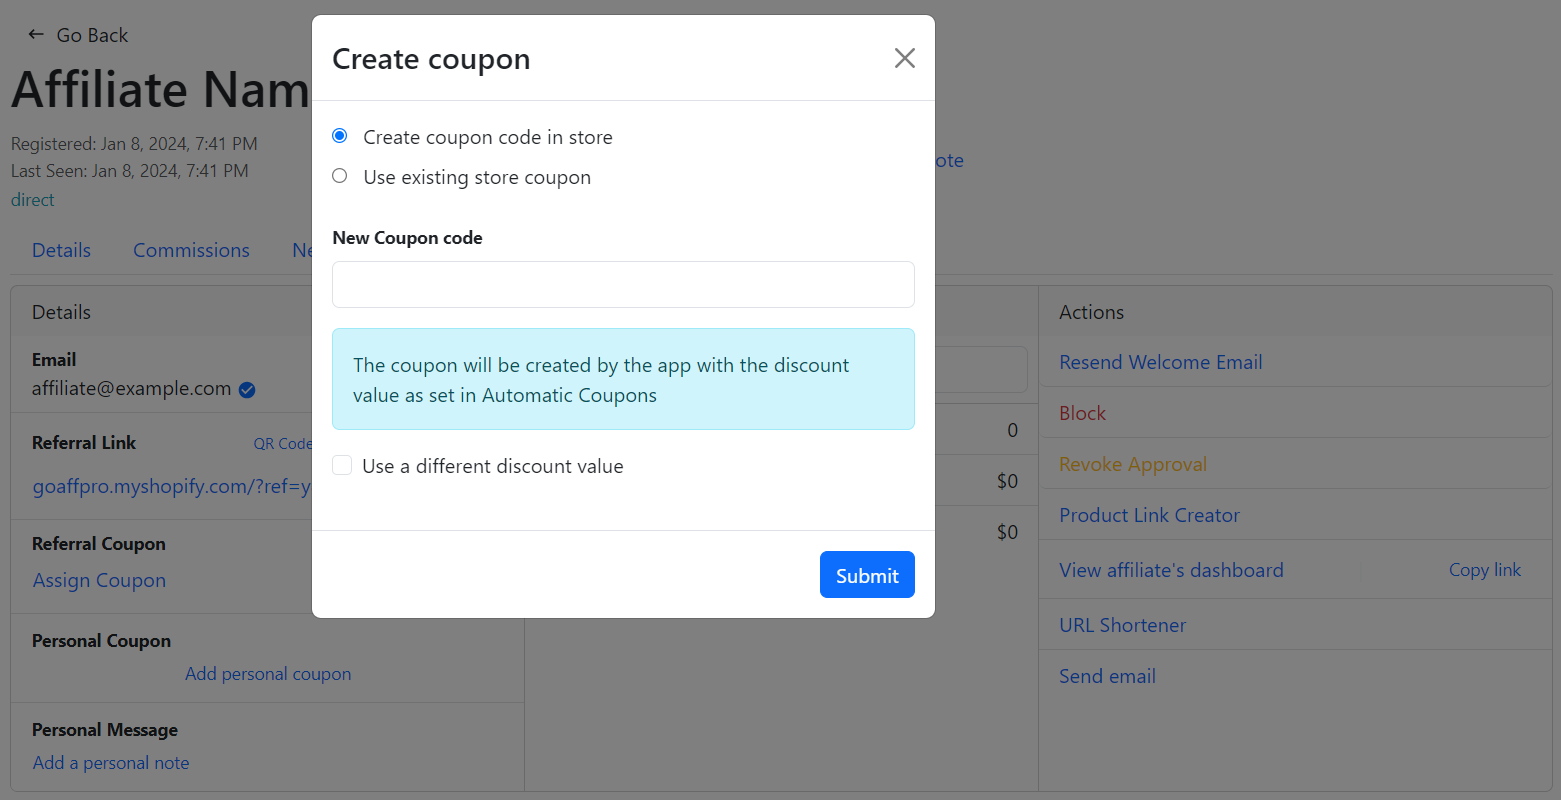 Go Back
Affiliate Nam
Registered: Jan 8, 2024, 7:41 PM
Last Seen: Jan 8, 2024, 7:41 PM
direct
Details
Commissions
Ne
ote
Create coupon
Create coupon code in store
Use existing store coupon
New Coupon code
The coupon will be created by the app with the discount
value as set in Automatic Coupons
Use a different discount value
Submit
Details
Email
affiliate@example.com
Referral Link
QR Code
goaffpro.myshopify.com/?ref=y
Referral Coupon
Assign Coupon
Personal Coupon
Add personal coupon
Personal Message
Add a personal note
0
$0
$0
Actions
Resend Welcome Email
Block
Revoke Approval
Product Link Creator
View affiliate's dashboard
Copy link
URL Shortener
Send email